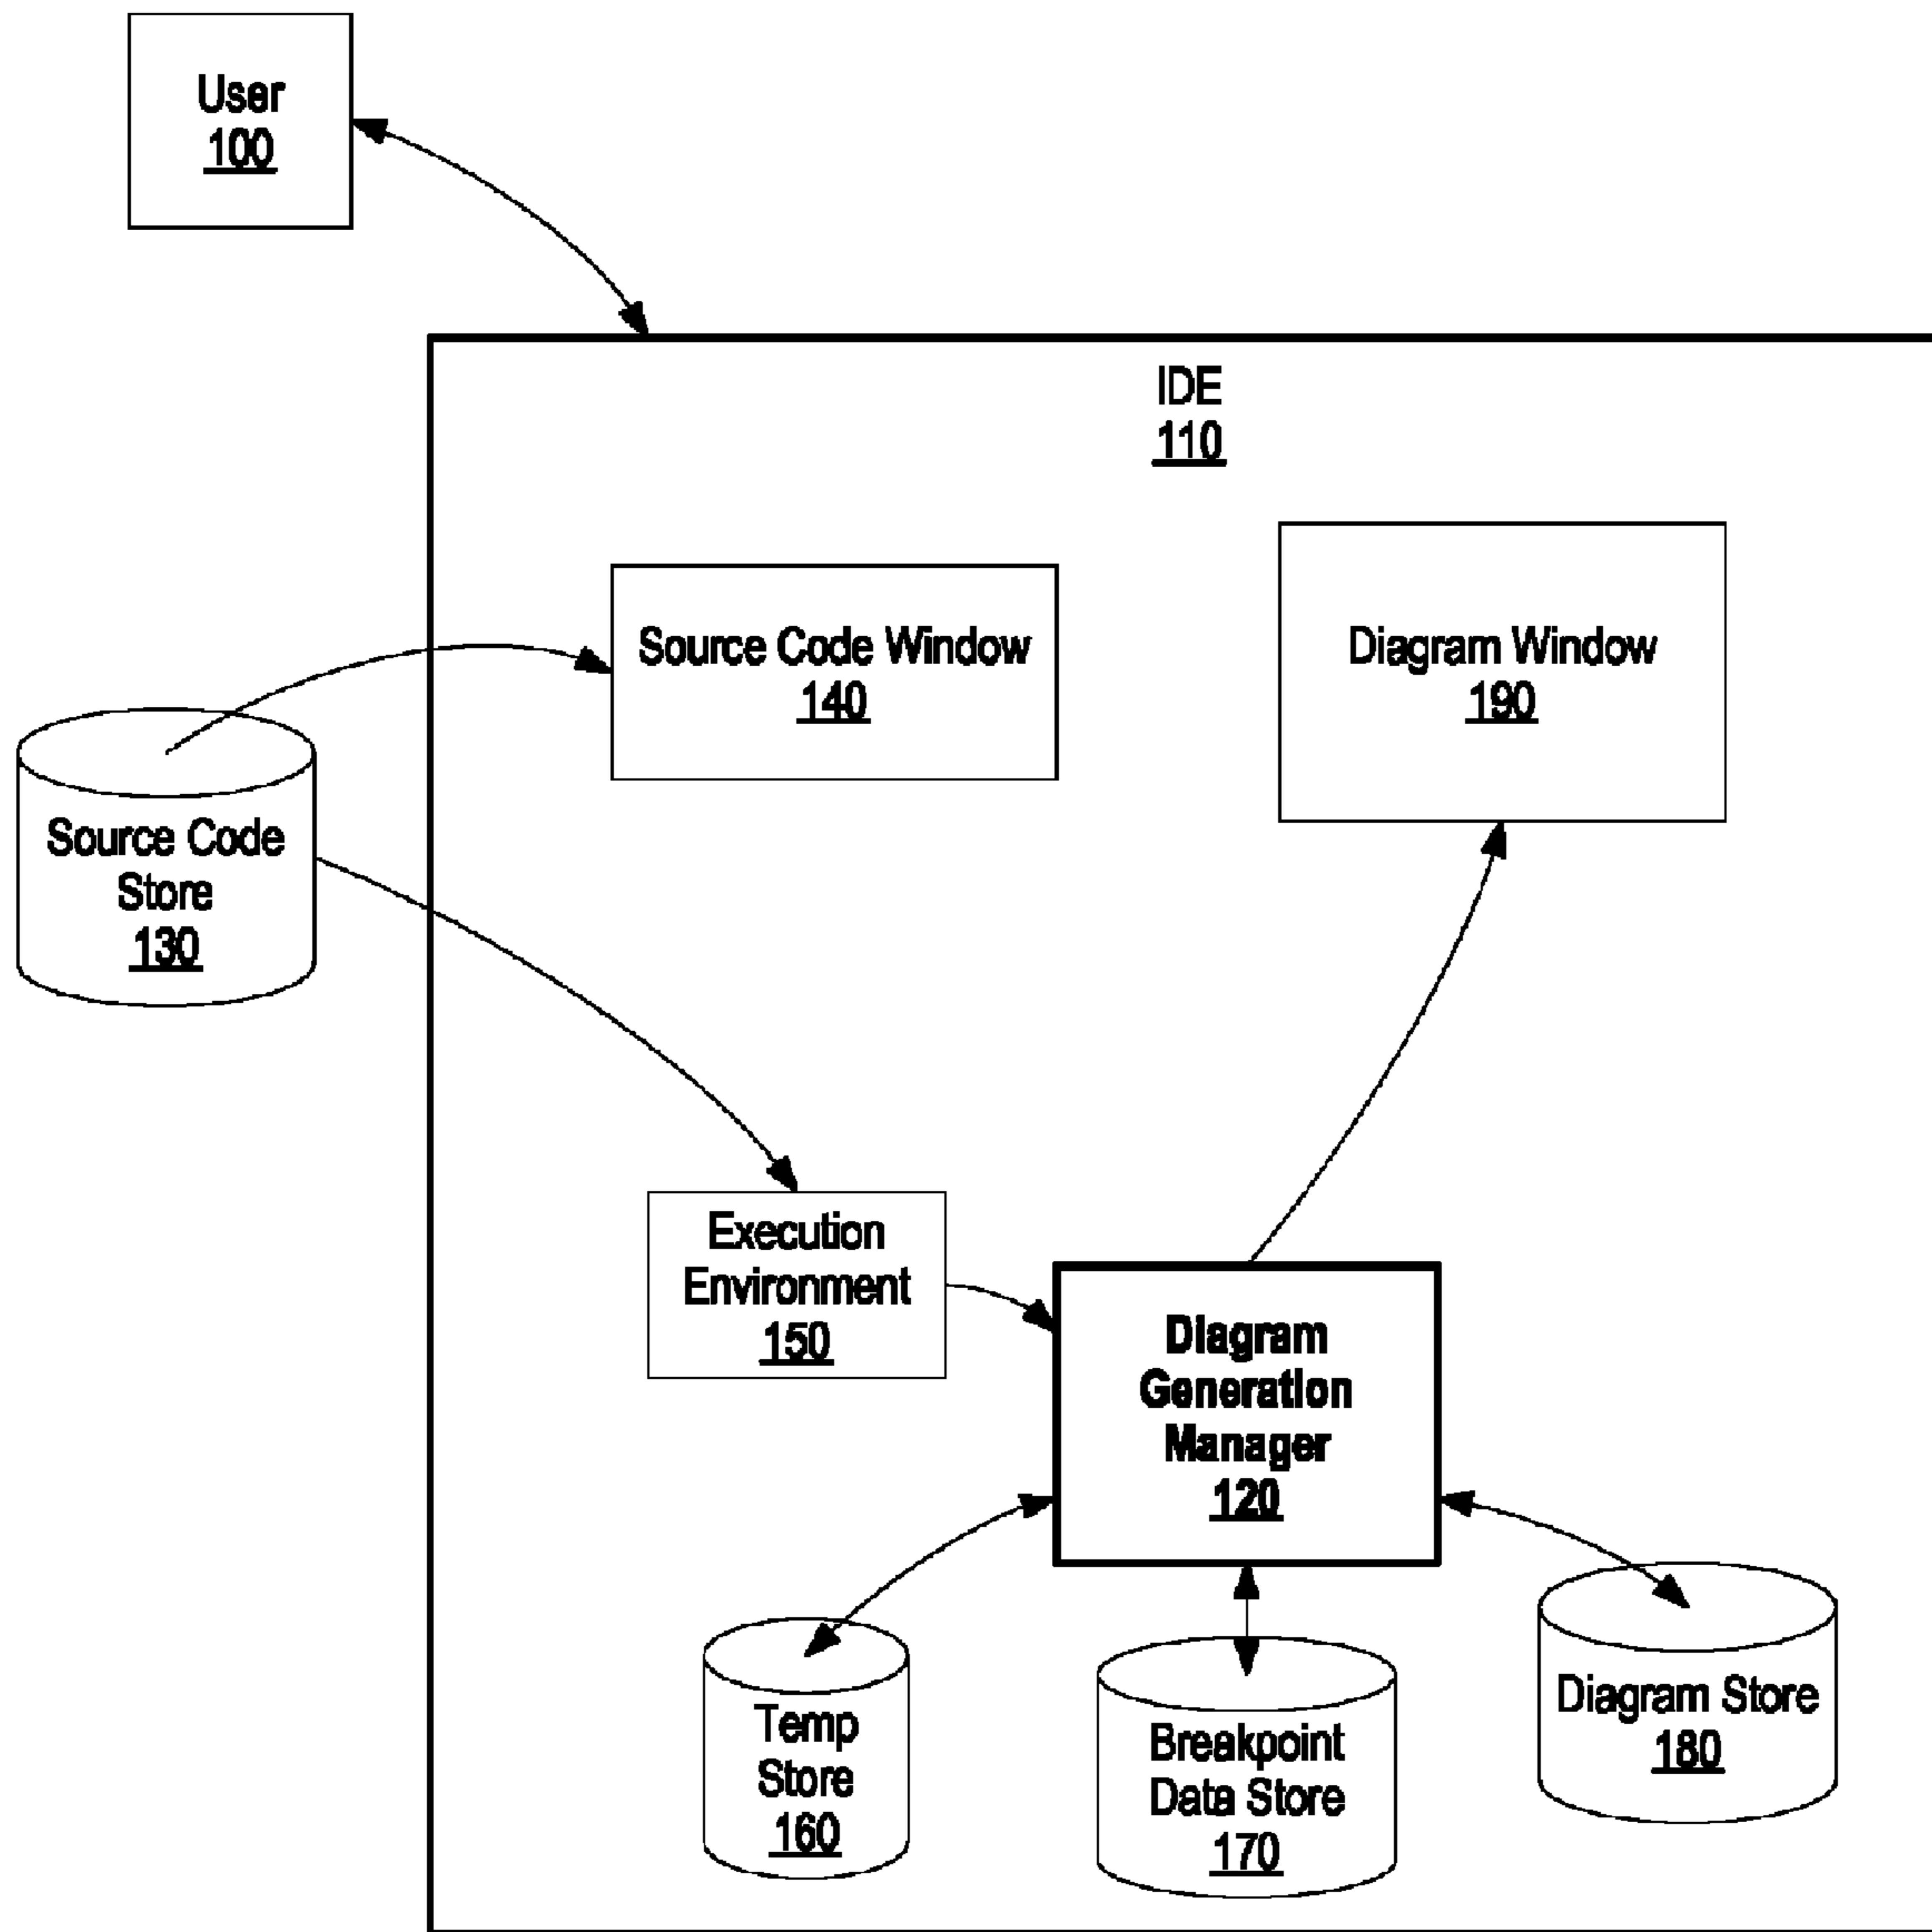 User
100
IDE
110
Source Code Window
140
Diagram Window
190
Source Code
Store
130
Execution
Environment
150
Diagram
Generation
Manager
120
Temp
Store
160
Breakpoint
Data Store
170
Diagram Store
180